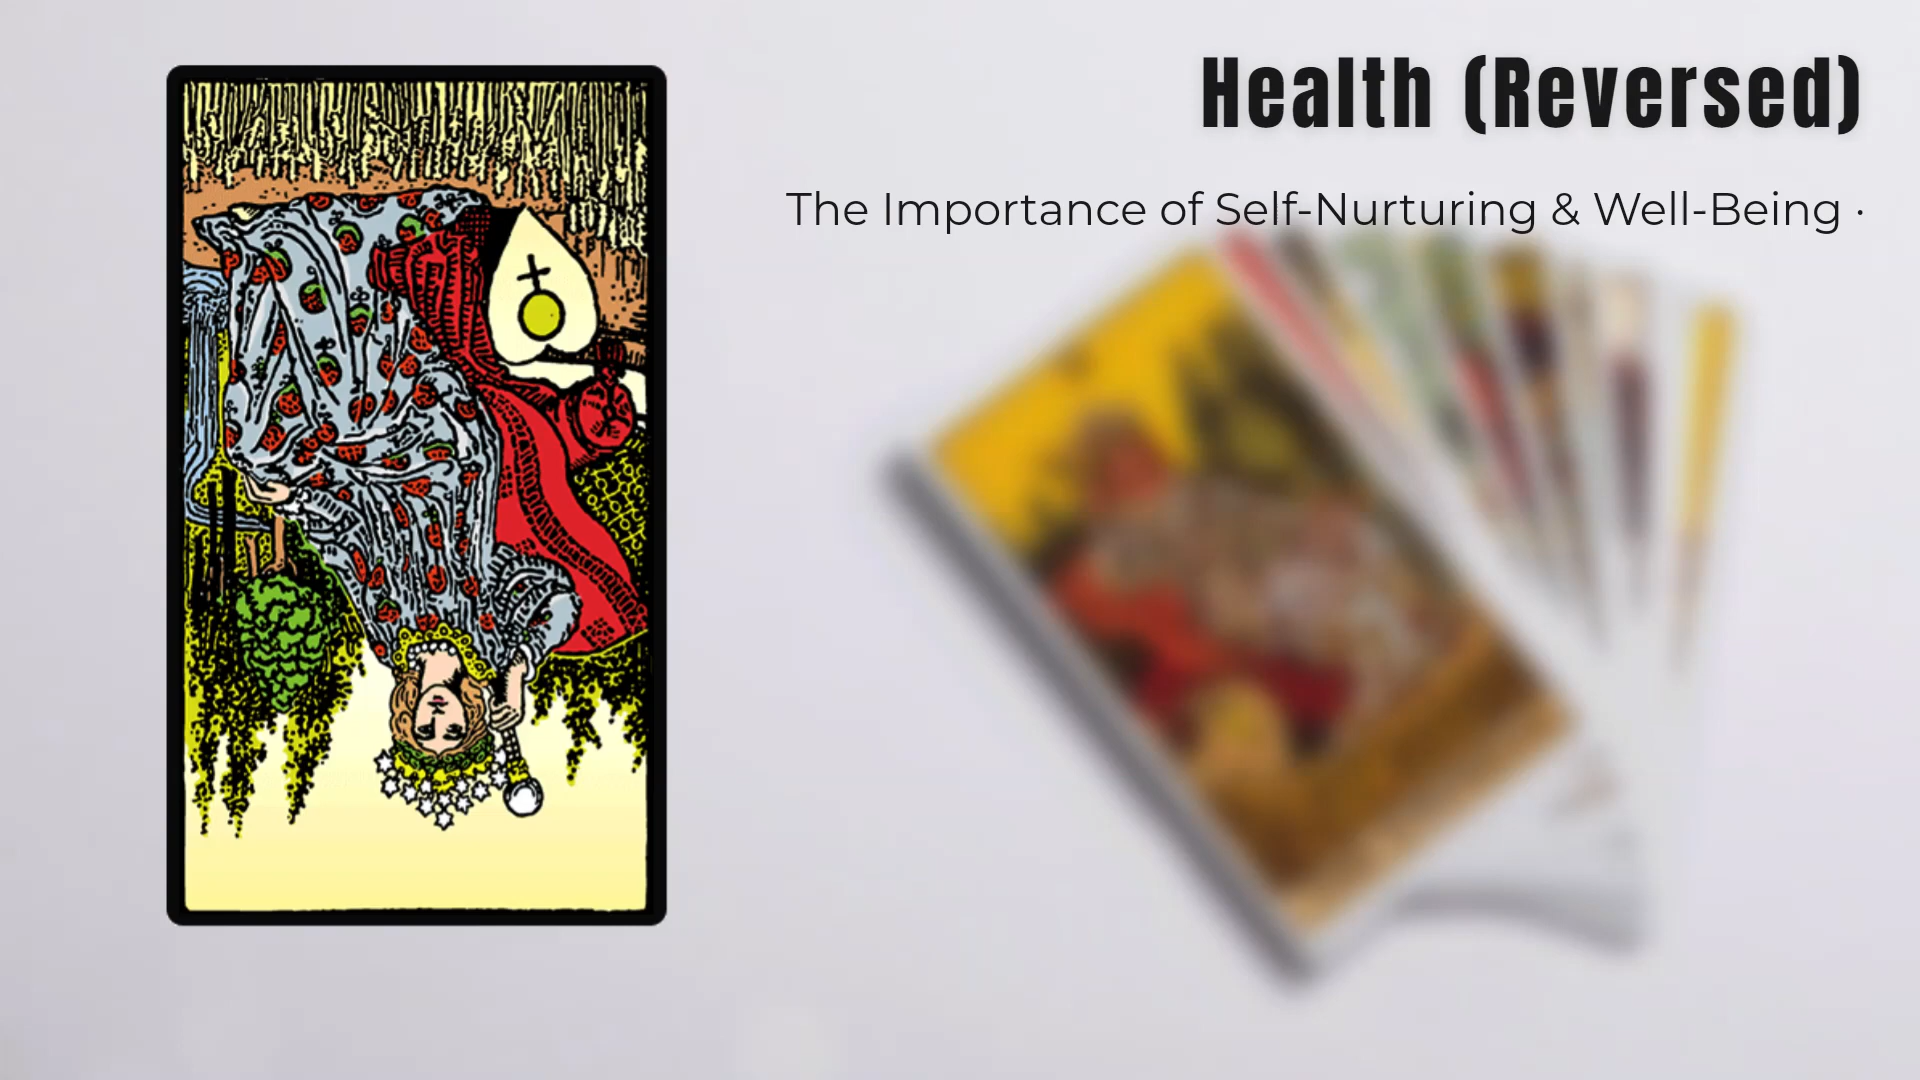 Health (Reversed)
The Importance of Self-Nurturing & Well-Being ·